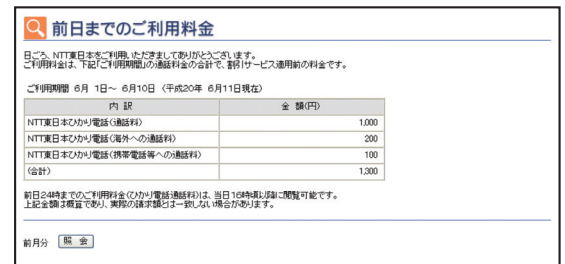 前日までのご利用料金
日ごろ、NTT東日本をご利用いただきましてありがとうございます。
ご利用料金は、下記「ご利用期間」の通話料金の合計で、割引サービス適用前の料金です。
ご利用期間 6月 1日～ 6月10日 (平成20年 6月11日現在)
内 訳 金 額(円)
NTT東日本ひかり電話(通話料) 1,000
NTT東日本ひかり電話(海外への通話料) 200
NTT東日本ひかり電話(携帯電話等への通話料) 100
(合計) 1,300
前日24時までのご利用料金(ひかり電話通話料)は、当日16時頃以降に閲覧可能です。
上記金額は概算であり、実際の請求額とは一致しない場合があります。
前月分 照 会